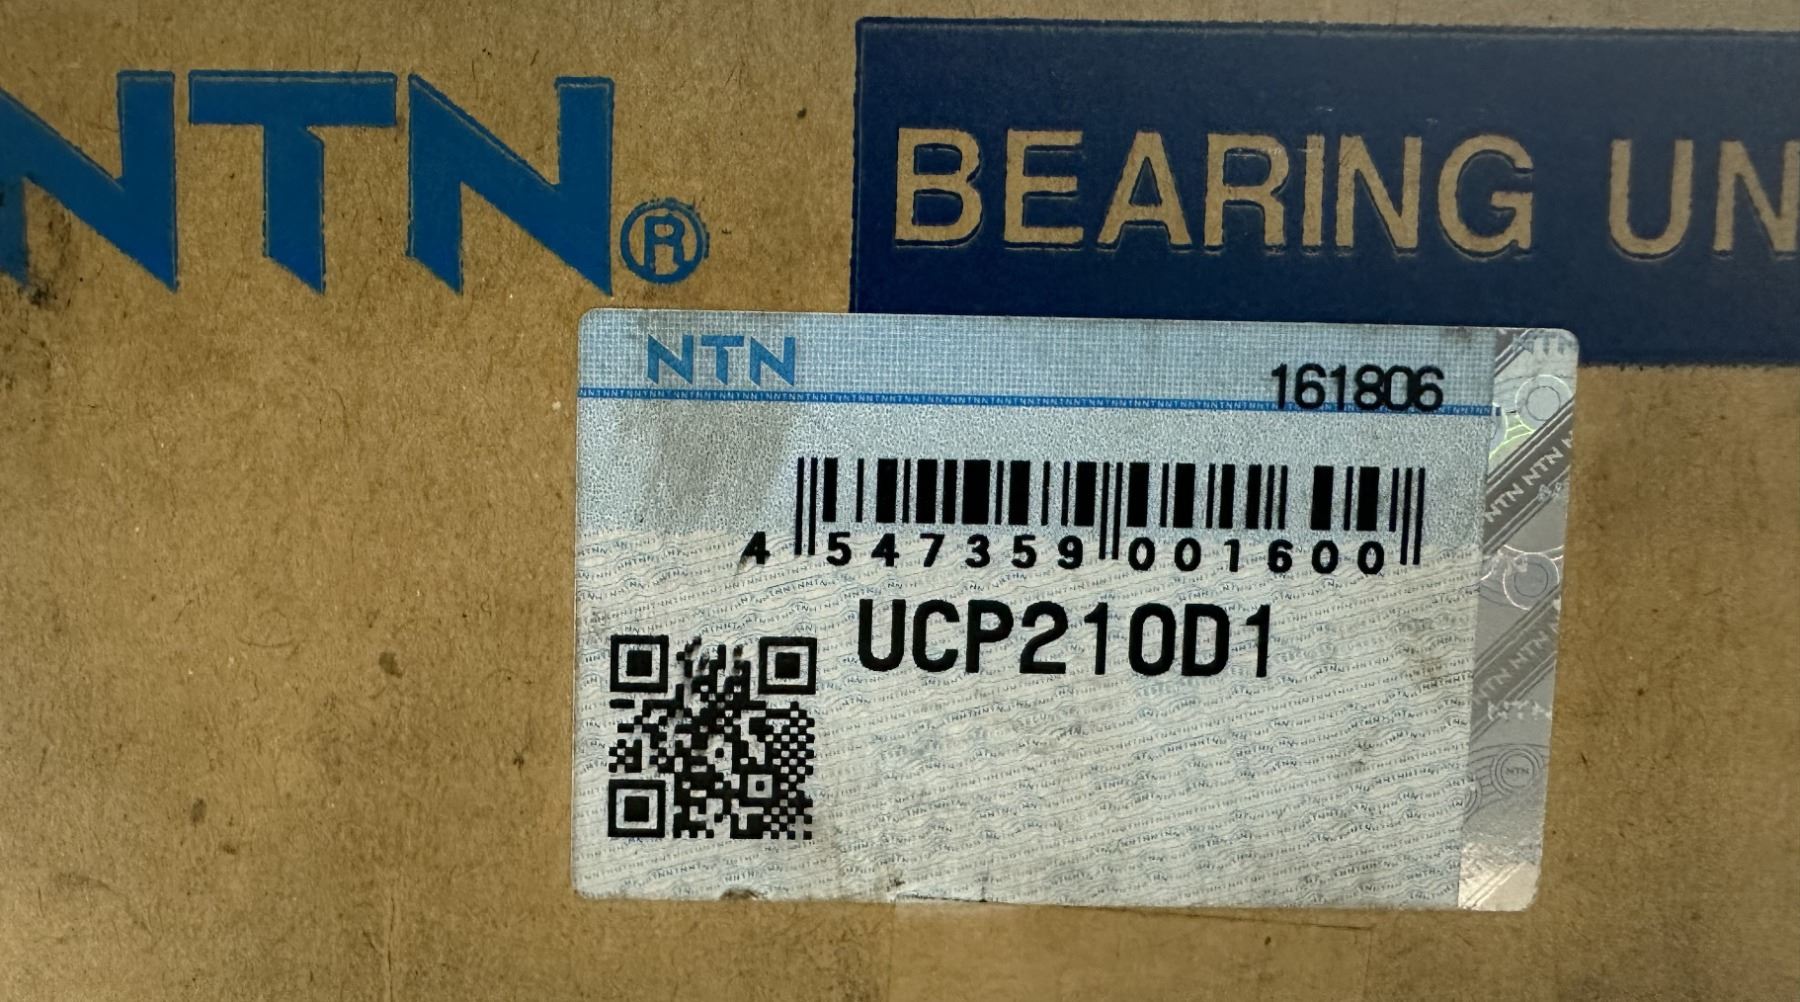 NTN®
BEARING UN
NTN
161806
4 547359 001600
UCP210D1